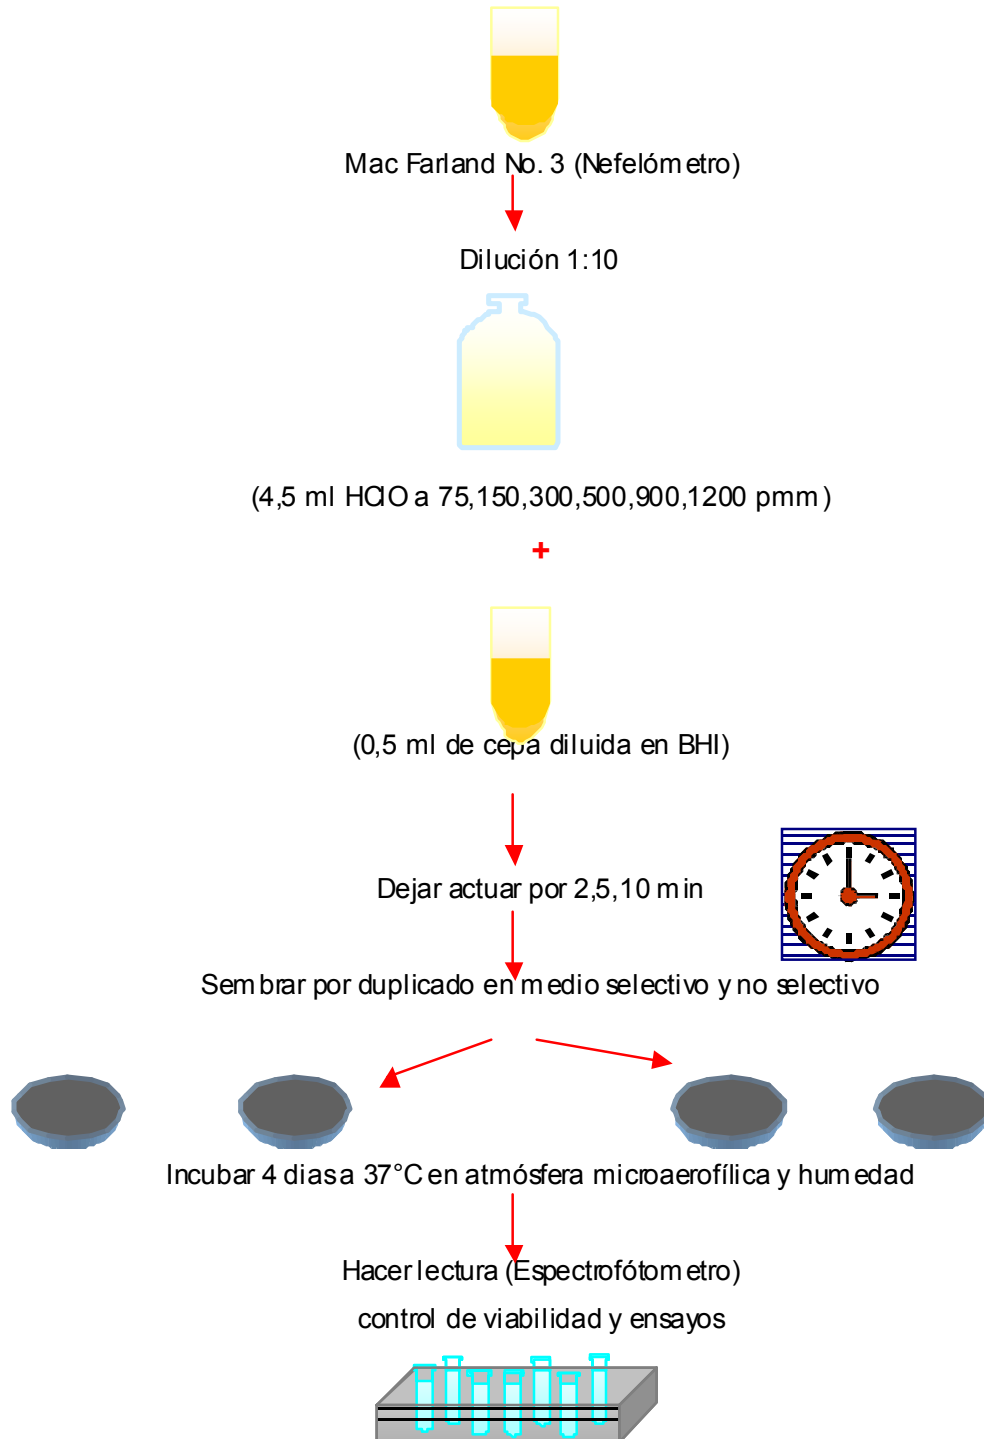 Mac Farland No. 3 (Nefelómetro)
Dilución 1:10
(4,5 ml HClO a 75,150,300,500,900,1200 pmm)
+
(0,5 ml de cepa diluida en BHI)
Dejar actuar por 2,5,10 min
Sembrar por duplicado en medio selectivo y no selectivo
Incubar 4 dias a 37°C en atmósfera microaerofílica y humedad
Hacer lectura (Espectrofótometro)
control de viabilidad y ensayos